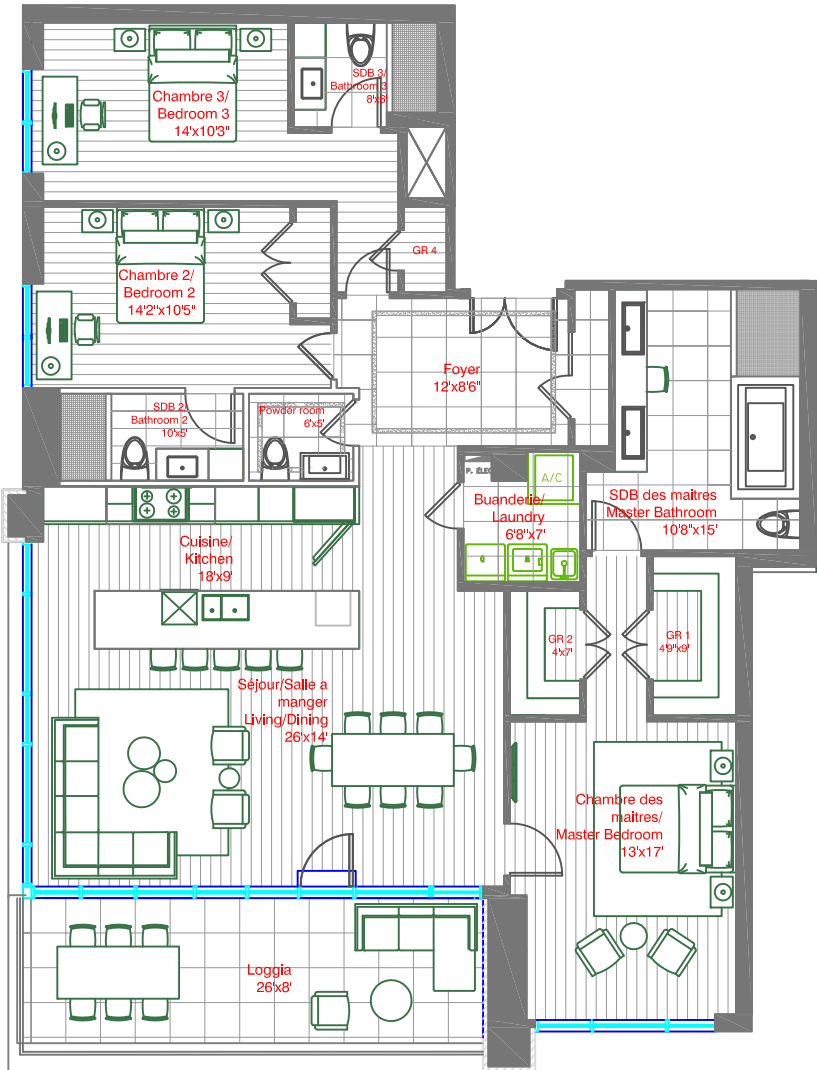 SDB 3/
Bathroom 3
8'x6'
Chambre 3/
Bedroom 3
14'x10'3"
GR 4
Chambre 2/
Bedroom 2
14'2"x10'5"
Foyer
12'x8'6"
SDB 2/
Bathroom 2
10'x5'
Powder room
6'x5'
P. ÉLEC
A/C
Buanderie/
Laundry
6'8"x7'
SDB des maitres
Master Bathroom
10'8"x15'
Cuisine/
Kitchen
18'x9'
GR 2
4'x7'
GR 1
4'9"x9'
Séjour/Salle a
manger
Living/Dining
26'x14'
Chambre des
maitres/
Master Bedroom
13'x17'
Loggia
26'x8'